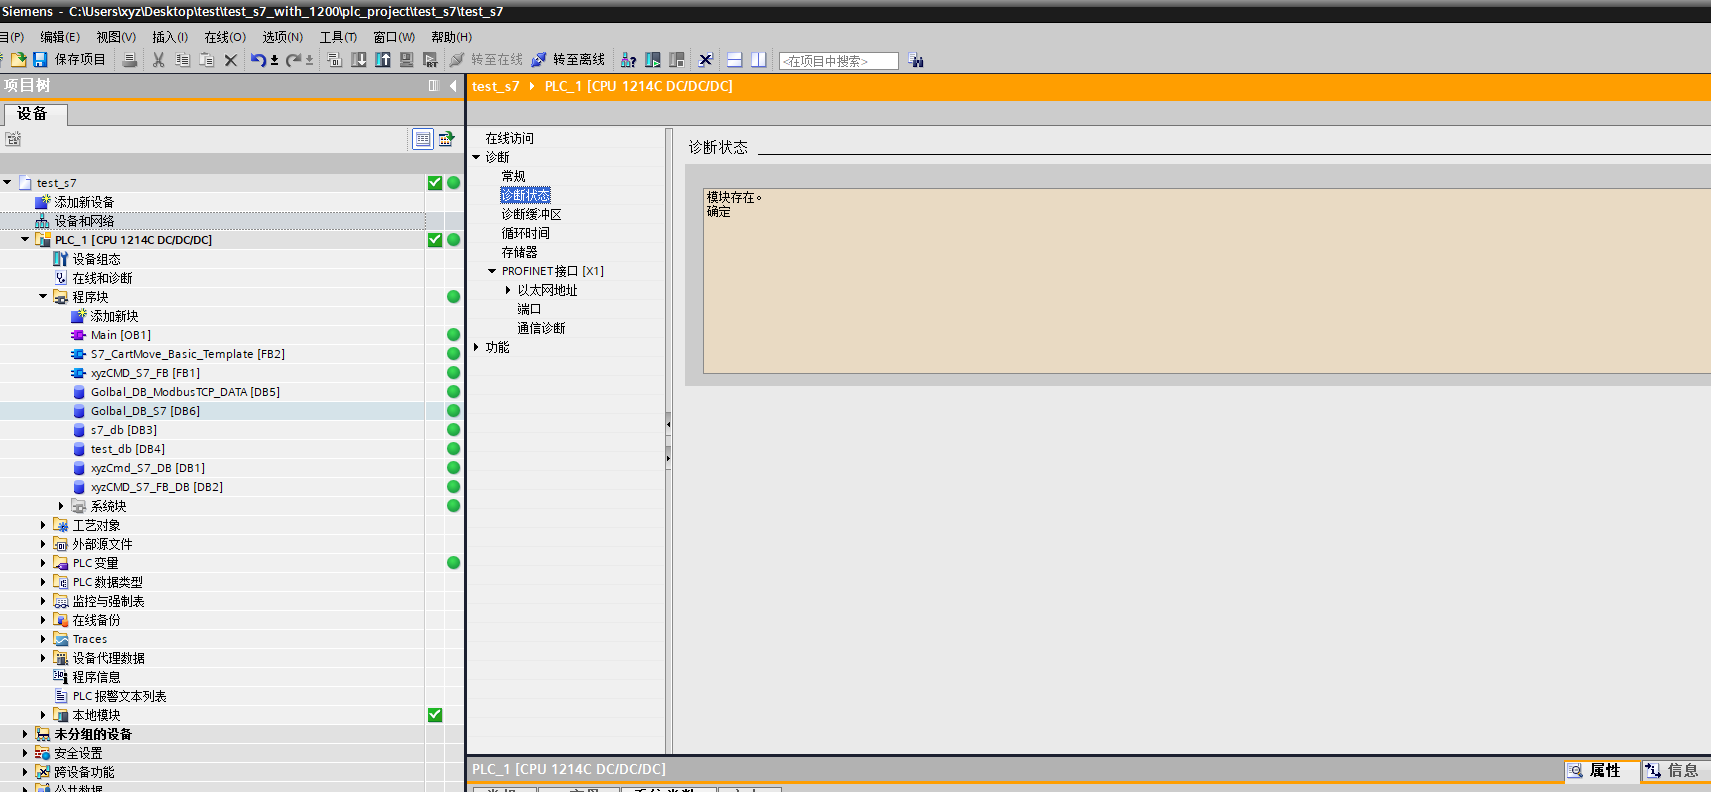 Siemens - C:\Users\xyz\Desktop\test\test_s7_with_1200\plc_project\test_s7\test_s7
目(P) 编辑(E) 视图(V) 插入(I) 在线(O) 选项(N) 工具(T) 窗口(W) 帮助(H)
保存项目 转至在线 转至离线 <在项目中搜索>
项目树
设备
test_s7
添加新设备
设备和网络
PLC_1 [CPU 1214C DC/DC/DC]
设备组态
在线和诊断
程序块
添加新块
Main [OB1]
S7_CartMove_Basic_Template [FB2]
xyzCMD_S7_FB [FB1]
Golbal_DB_ModbusTCP_DATA [DB5]
Golbal_DB_S7 [DB6]
s7_db [DB3]
test_db [DB4]
xyzCmd_S7_DB [DB1]
xyzCMD_S7_FB_DB [DB2]
系统块
工艺对象
外部源文件
PLC 变量
PLC 数据类型
监控与强制表
在线备份
Traces
设备代理数据
程序信息
PLC 报警文本列表
本地模块
未分组的设备
安全设置
跨设备功能
公共数据
test_s7 PLC_1 [CPU 1214C DC/DC/DC]
在线访问
诊断
常规
诊断状态
诊断缓冲区
循环时间
存储器
PROFINET 接口 [X1]
以太网地址
端口
通信诊断
功能
诊断状态
模块存在。
确定
PLC_1 [CPU 1214C DC/DC/DC]
属性 信息